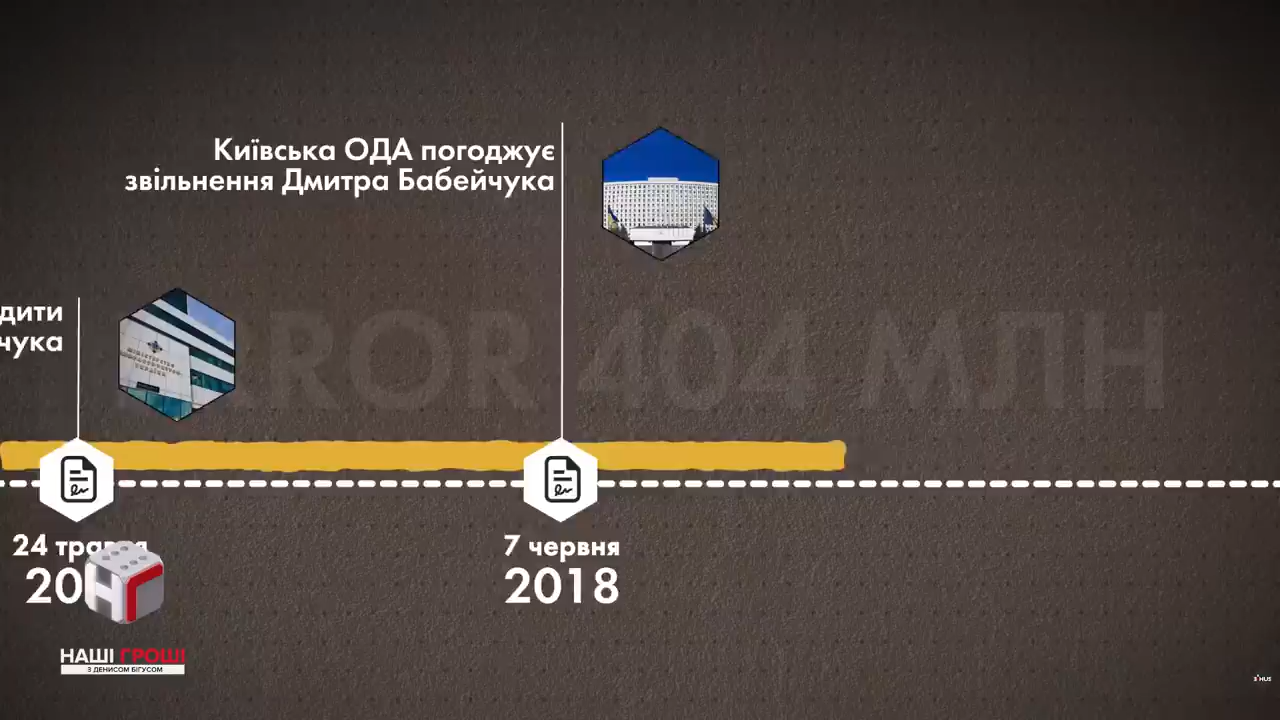 Київська ОДА погоджує
звільнення Дмитра Бабейчука
дити
чука
ERROR 404 МЛН
24 травня
20
7 червня
2018
НАШІ ГРОШІ
З ДЕНИСОМ БІГУСОМ